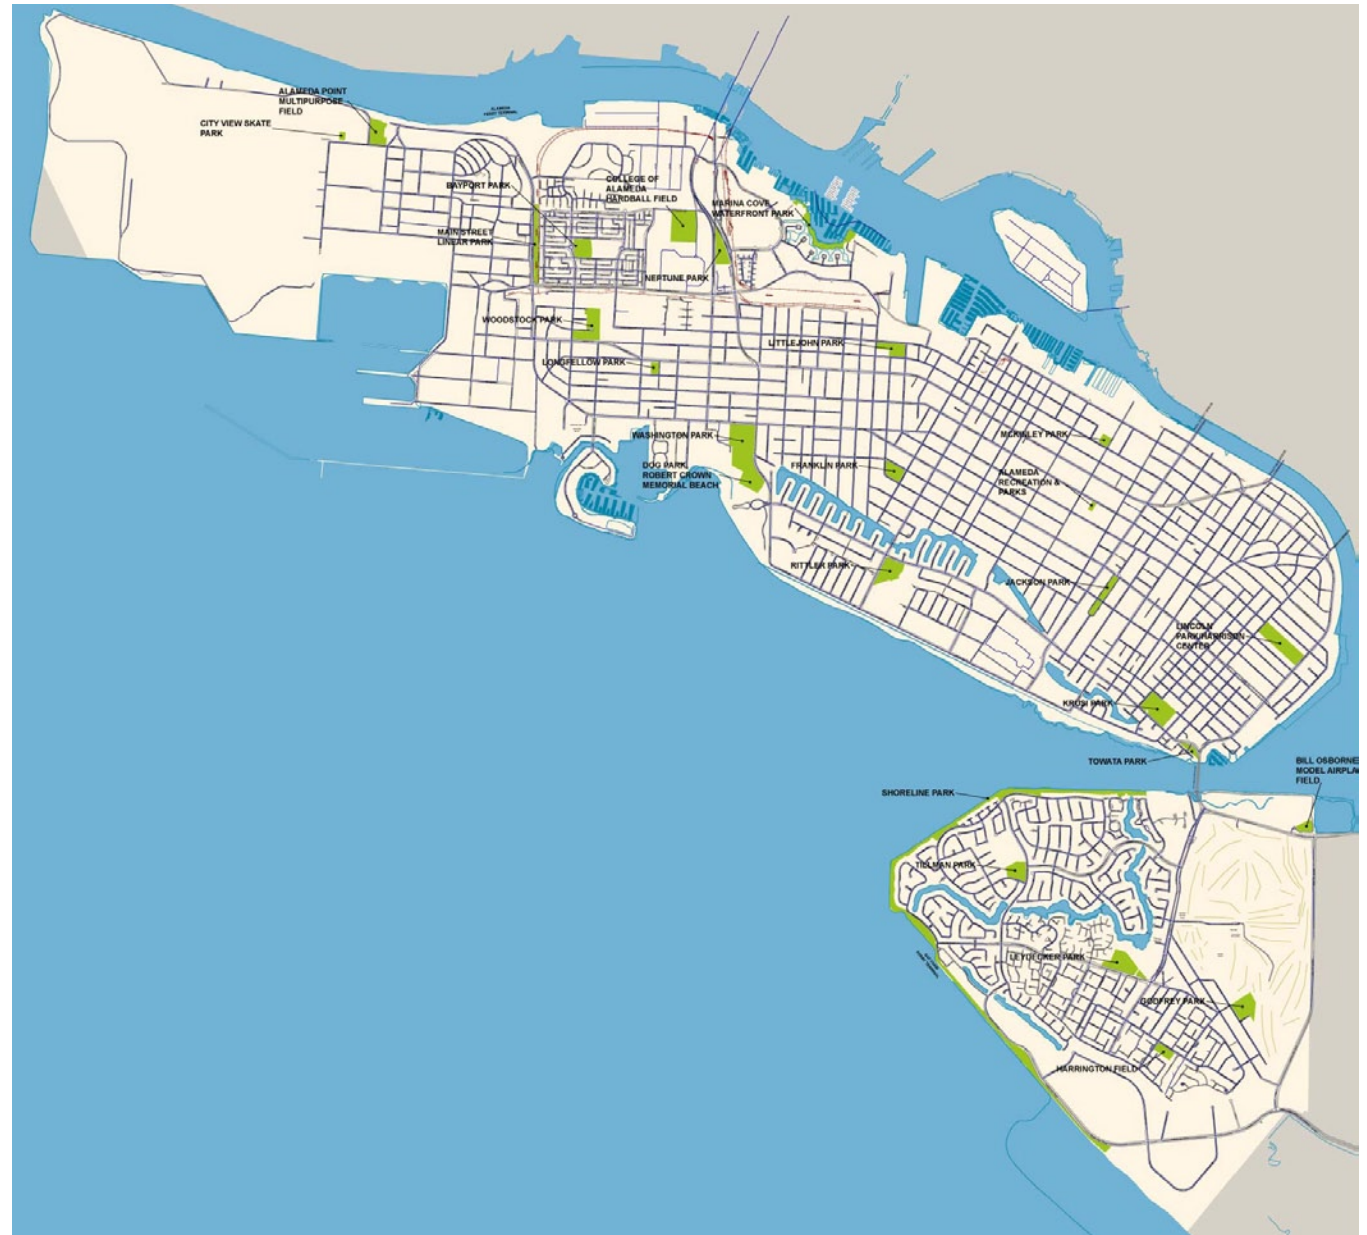 ALAMEDA POINT
MULTIPURPOSE
FIELD
CITY VIEW SKATE
PARK
ALAMEDA
FERRY TERMINAL
BAYPORT PARK
COLLEGE OF
ALAMEDA
HARDBALL FIELD
MARINA COVE
WATERFRONT PARK
MAIN STREET
LINEAR PARK
NEPTUNE PARK
WOODSTOCK PARK
LITTLEJOHN PARK
LONGFELLOW PARK
WASHINGTON PARK
MCKINLEY PARK
DOG PARK
ROBERT CROWN
MEMORIAL BEACH
FRANKLIN PARK
ALAMEDA
RECREATION &
PARKS
RITTLER PARK
JACKSON PARK
LINCOLN
PARK/HARRISON
CENTER
KRUSI PARK
TOWATA PARK
BILL OSBORNE
MODEL AIRPLA
FIELD
SHORELINE PARK
TILLMAN PARK
LEYDECKER PARK
GODFREY PARK
HARRINGTON FIELD